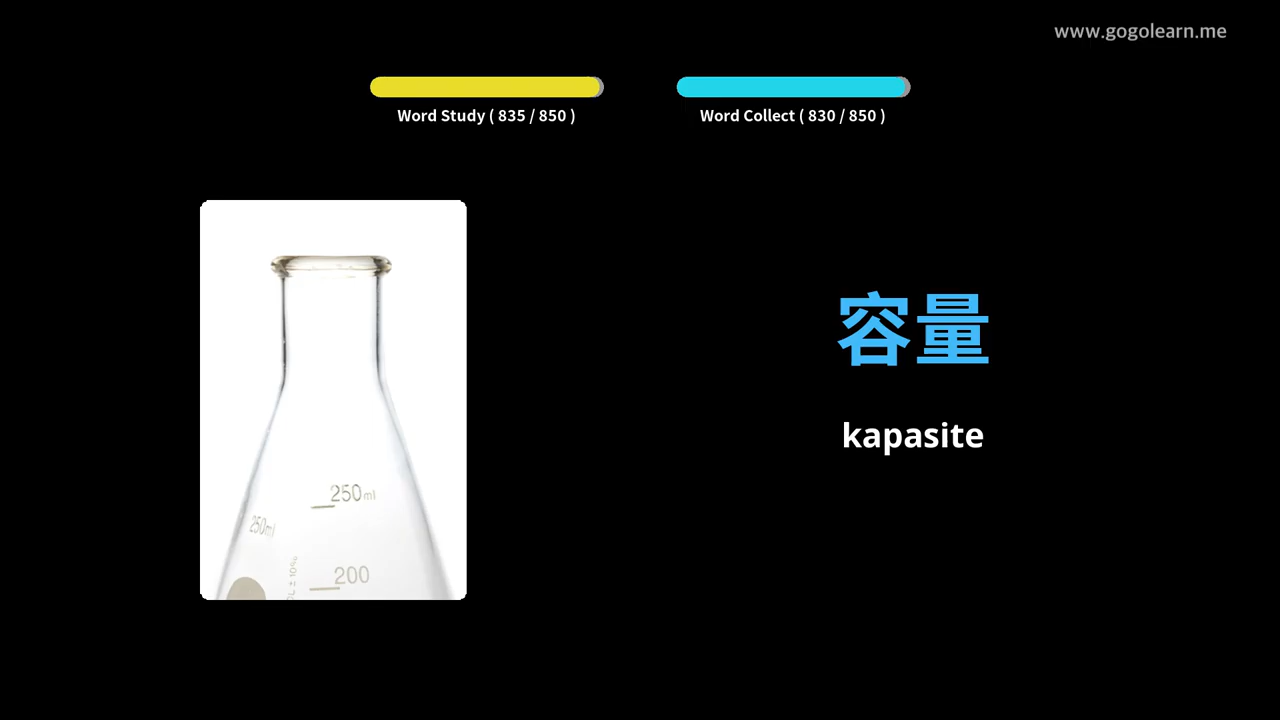 www.gogolearn.me
Word Study ( 835 / 850 )
Word Collect ( 830 / 850 )
容量
kapasite
250ml
250ml
200